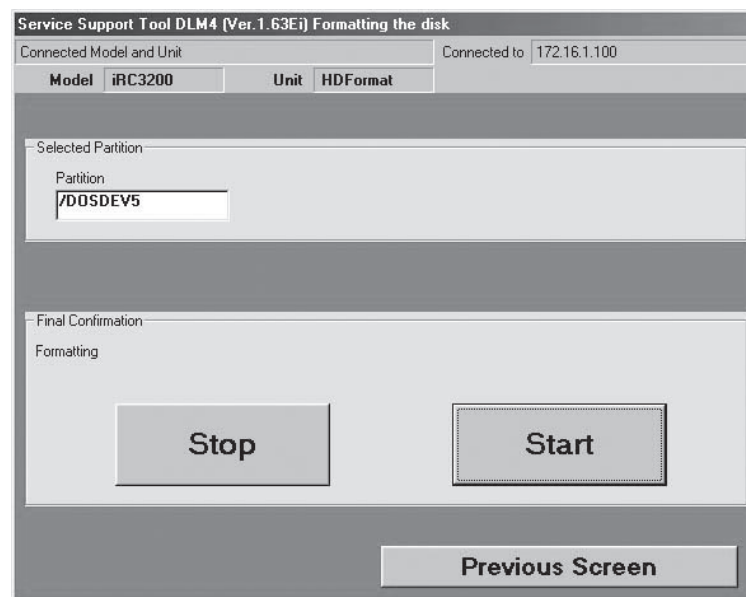 Service Support Tool DLM4 (Ver.1.63Ei) Formatting the disk
Connected Model and Unit Connected to 172.16.1.100
Model iRC3200 Unit HDFormat
Selected Partition
Partition
/DOSDEV5
Final Confirmation
Formatting
Stop Start
Previous Screen